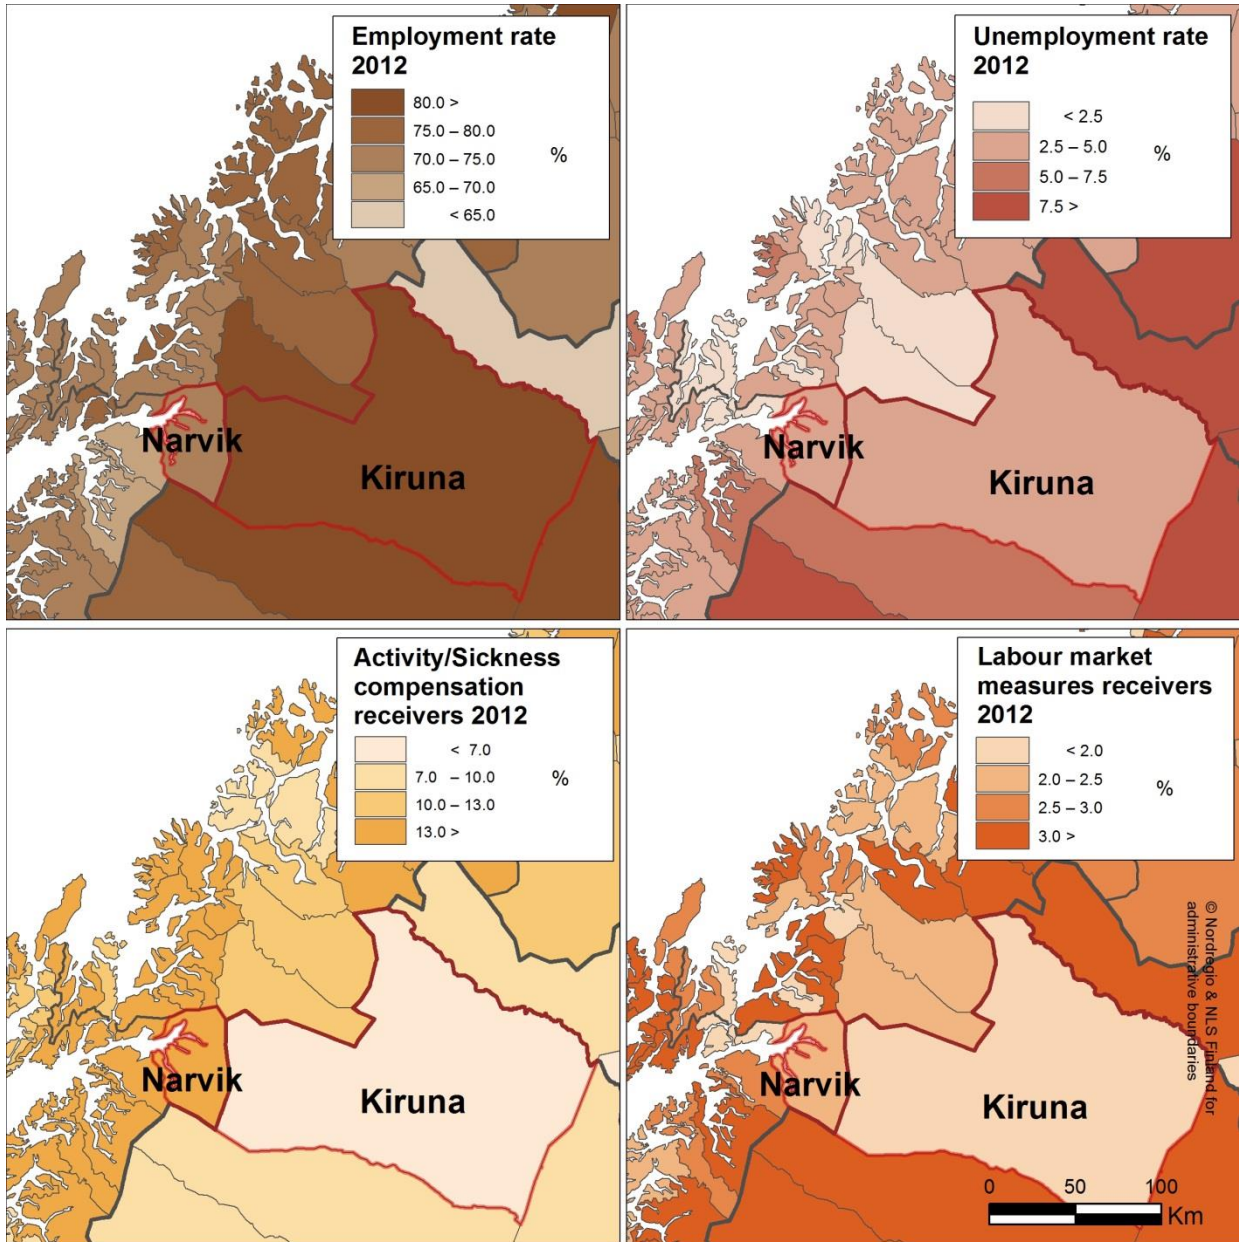 Employment rate
2012
80.0 >
75.0 – 80.0
70.0 – 75.0
65.0 – 70.0
< 65.0
%
Narvik
Kiruna
Unemployment rate
2012
< 2.5
2.5 – 5.0
5.0 – 7.5
7.5 >
%
Narvik
Kiruna
Activity/Sickness
compensation
receivers 2012
< 7.0
7.0 – 10.0
10.0 – 13.0
13.0 >
%
Narvik
Kiruna
Labour market
measures receivers
2012
< 2.0
2.0 – 2.5
2.5 – 3.0
3.0 >
%
Narvik
Kiruna
© Nordregio & NLS Finland for
administrative boundaries
0 50 100
Km